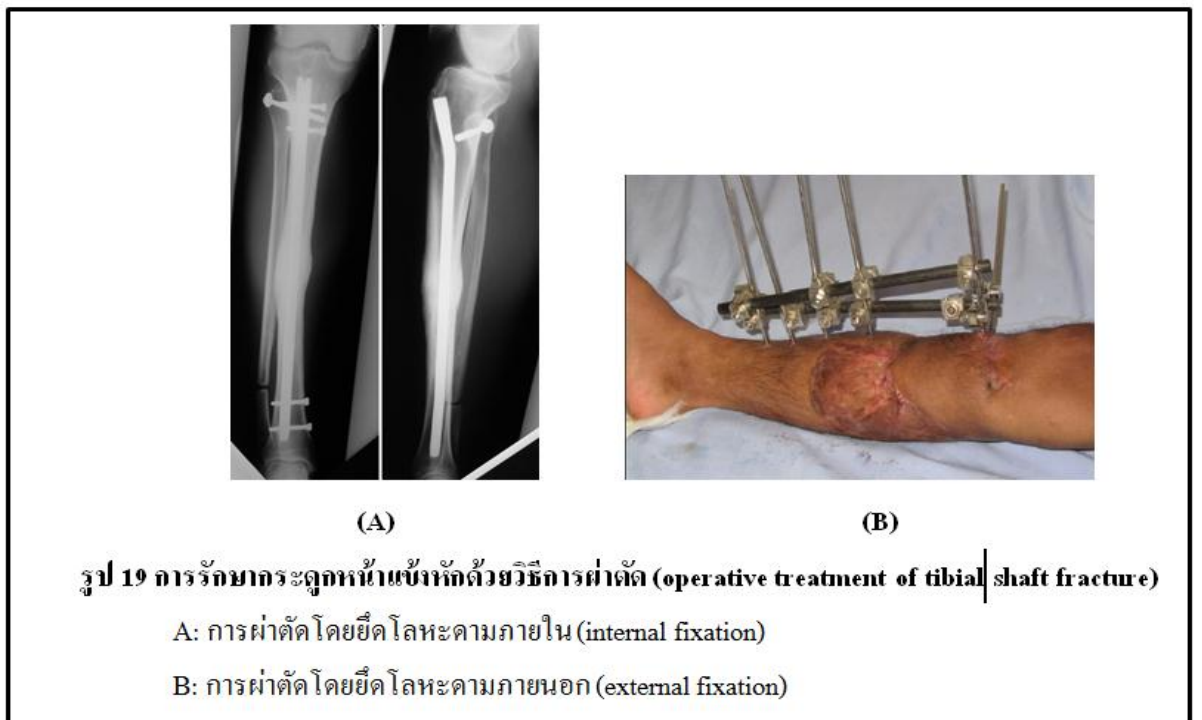 (A)
(B)
รูป 19 การรักษากระดูกหน้าแข้งหักด้วยวิธีการผ่าตัด (operative treatment of tibial shaft fracture)
A: การผ่าตัดโดยยึดโลหะดามภายใน (internal fixation)
B: การผ่าตัดโดยยึดโลหะดามภายนอก (external fixation)